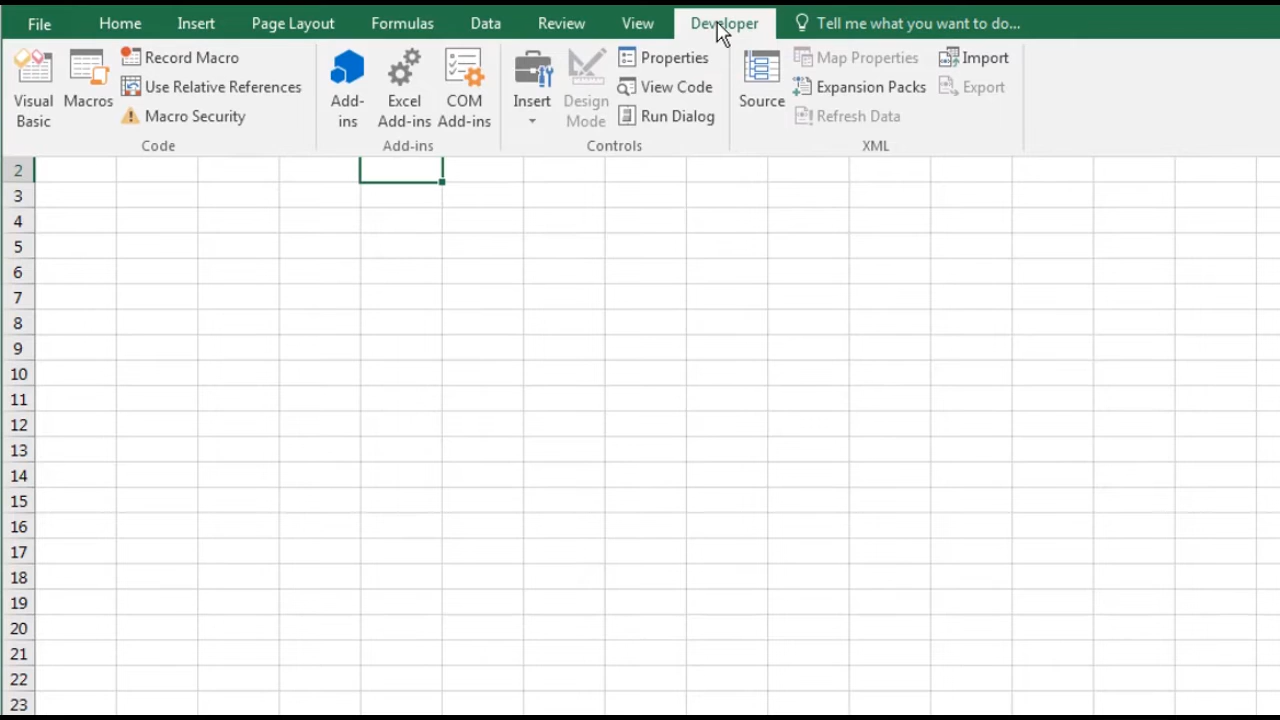 File Home Insert Page Layout Formulas Data Review View Developer Tell me what you want to do...
Visual Basic
Macros
Record Macro
Use Relative References
Macro Security
Code
Add-ins
Excel Add-ins
COM Add-ins
Add-ins
Insert
Design Mode
Properties
View Code
Run Dialog
Controls
Source
Map Properties
Expansion Packs
Refresh Data
Import
Export
XML
2
3
4
5
6
7
8
9
10
11
12
13
14
15
16
17
18
19
20
21
22
23